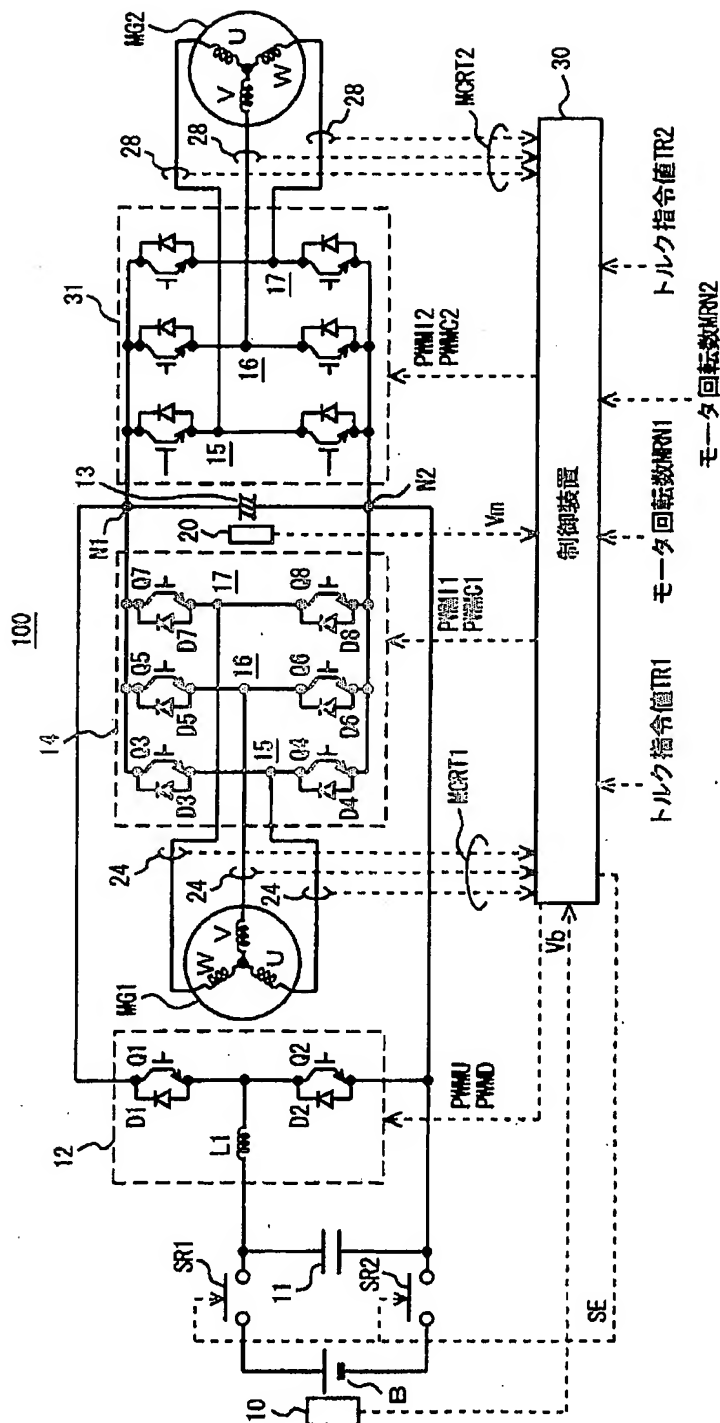 100
10
B
SR1
SR2
11
SE
12
L1
D1
Q1
D2
Q2
PWMU
PWMD
MG1
W
V
U
24
24
24
MCRT1
14
Q3
D3
Q4
D4
15
Q5
D5
Q6
D6
16
Q7
D7
Q8
D8
17
PWMI1
PWMC1
N1
N2
13
20
Vin
31
15
16
17
PWMI2
PWMC2
MG2
U
V
W
28
28
28
MCRT2
30
制御装置
Vb
トルク指令値TR1
モータ回転数MRN1
モータ回転数MRN2
トルク指令値TR2